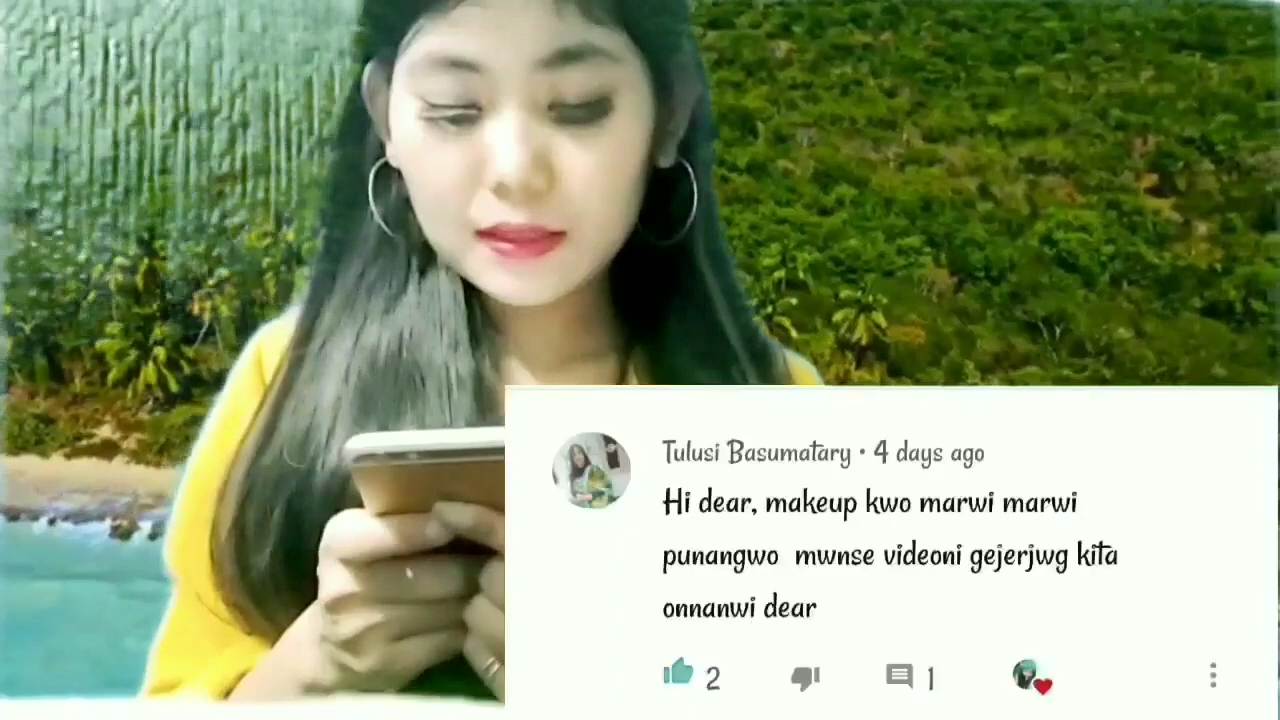 Tulusi Basumatary • 4 days ago
Hi dear, makeup kwo marwi marwi
punangwo mwnse videoni gejerjwg kita
onnanwi dear
2
1